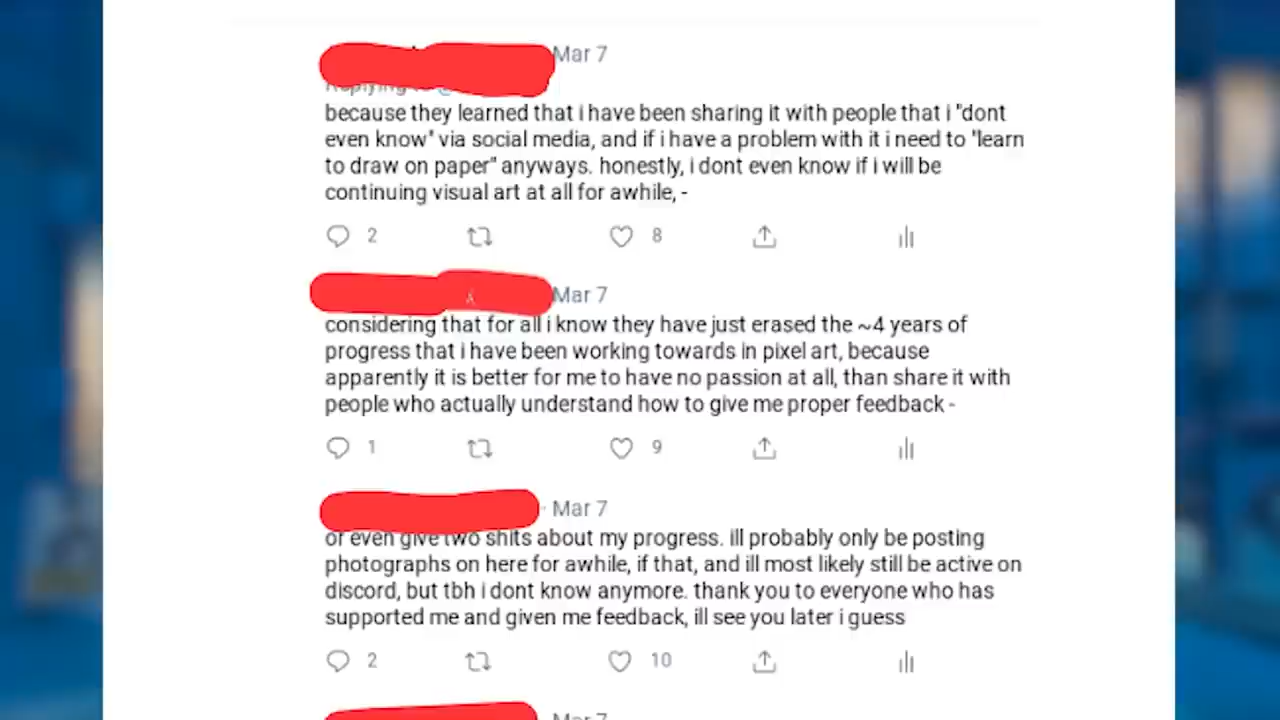 Mar 7
Replying to @
because they learned that i have been sharing it with people that i "dont
even know" via social media, and if i have a problem with it i need to "learn
to draw on paper" anyways. honestly, i dont even know if i will be
continuing visual art at all for awhile, -
2 8
Mar 7
considering that for all i know they have just erased the ~4 years of
progress that i have been working towards in pixel art, because
apparently it is better for me to have no passion at all, than share it with
people who actually understand how to give me proper feedback -
1 9
· Mar 7
or even give two shits about my progress. ill probably only be posting
photographs on here for awhile, if that, and ill most likely still be active on
discord, but tbh i dont know anymore. thank you to everyone who has
supported me and given me feedback, ill see you later i guess
2 10
Mar 7